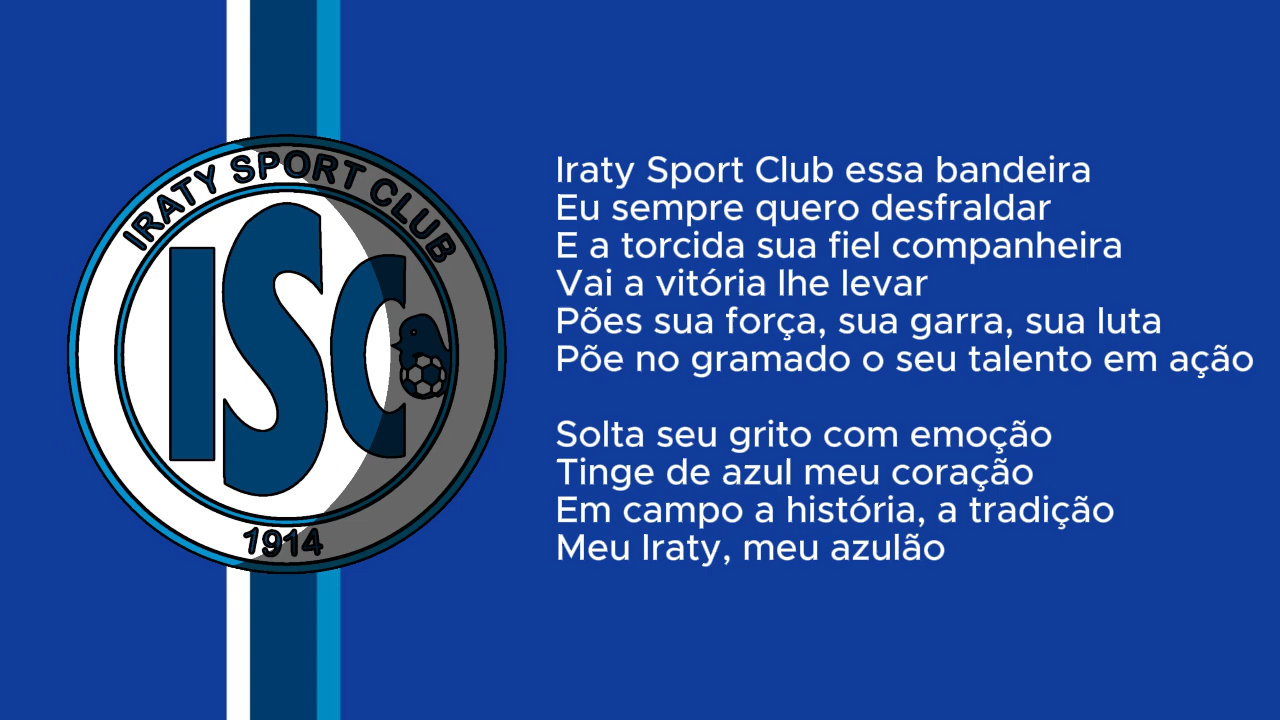 IRATY SPORT CLUB
ISC
1914
Iraty Sport Club essa bandeira
Eu sempre quero desfraldar
E a torcida sua fiel companheira
Vai a vitória lhe levar
Pões sua força, sua garra, sua luta
Põe no gramado o seu talento em ação
Solta seu grito com emoção
Tinge de azul meu coração
Em campo a história, a tradição
Meu Iraty, meu azulão